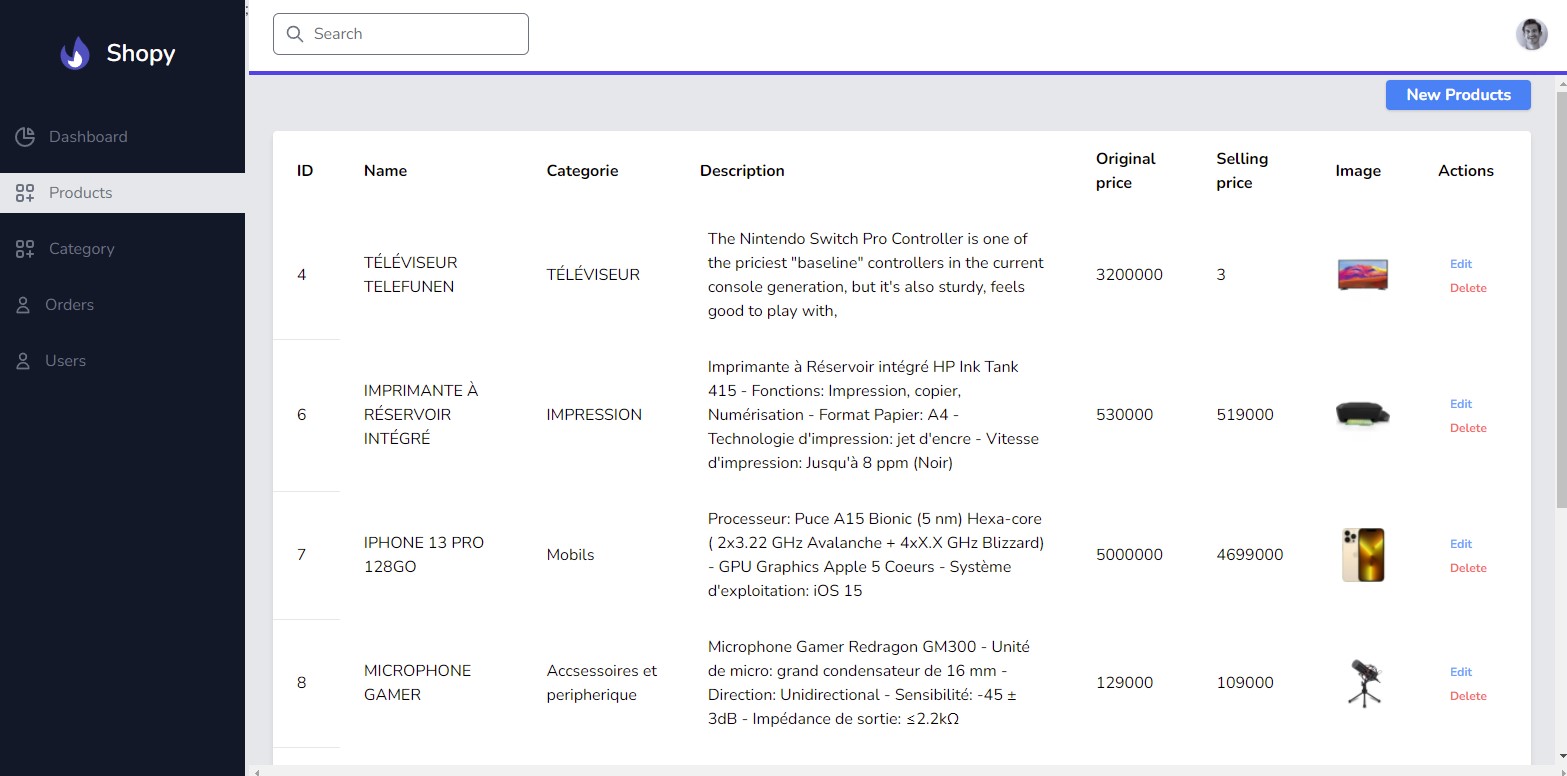 Shopy
Search
New Products
Dashboard
Products
Category
Orders
Users
ID Name Categorie Description Original price Selling price Image Actions
4
TÉLÉVISEUR
TELEFUNEN
TÉLÉVISEUR
The Nintendo Switch Pro Controller is one of
the priciest "baseline" controllers in the current
console generation, but it's also sturdy, feels
good to play with,
3200000
3
Edit
Delete
6
IMPRIMANTE À
RÉSERVOIR
INTÉGRÉ
IMPRESSION
Imprimante à Réservoir intégré HP Ink Tank
415 - Fonctions: Impression, copier,
Numérisation - Format Papier: A4 -
Technologie d'impression: jet d'encre - Vitesse
d'impression: Jusqu'à 8 ppm (Noir)
530000
519000
Edit
Delete
7
IPHONE 13 PRO
128GO
Mobils
Processeur: Puce A15 Bionic (5 nm) Hexa-core
( 2x3.22 GHz Avalanche + 4xX.X GHz Blizzard)
- GPU Graphics Apple 5 Coeurs - Système
d'exploitation: iOS 15
5000000
4699000
Edit
Delete
8
MICROPHONE
GAMER
Accsessoires et
peripherique
Microphone Gamer Redragon GM300 - Unité
de micro: grand condensateur de 16 mm -
Direction: Unidirectional - Sensibilité: -45 ±
3dB - Impédance de sortie: ≤2.2kΩ
129000
109000
Edit
Delete